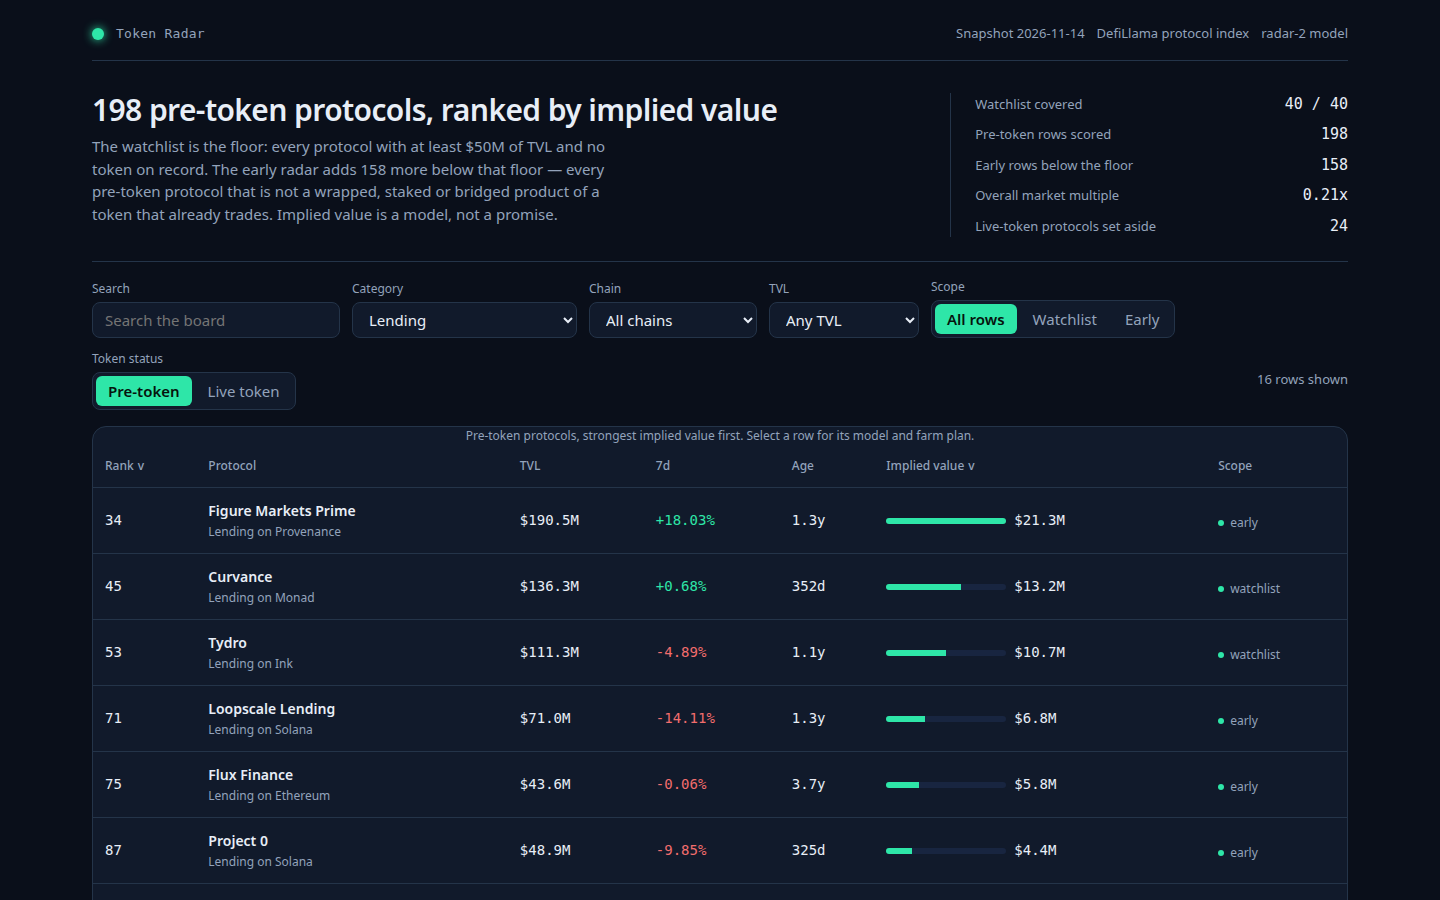 Token Radar
Snapshot 2026-11-14 DefiLlama protocol index radar-2 model
198 pre-token protocols, ranked by implied value
The watchlist is the floor: every protocol with at least $50M of TVL and no
token on record. The early radar adds 158 more below that floor — every
pre-token protocol that is not a wrapped, staked or bridged product of a
token that already trades. Implied value is a model, not a promise.
Watchlist covered 40 / 40
Pre-token rows scored 198
Early rows below the floor 158
Overall market multiple 0.21x
Live-token protocols set aside 24
Search Category Chain TVL Scope
Search the board Lending All chains Any TVL All rows Watchlist Early
Token status
Pre-token Live token
16 rows shown
Pre-token protocols, strongest implied value first. Select a row for its model and farm plan.
Rank v Protocol TVL 7d Age Implied value v Scope
34 Figure Markets Prime $190.5M +18.03% 1.3y $21.3M early
Lending on Provenance
45 Curvance $136.3M +0.68% 352d $13.2M watchlist
Lending on Monad
53 Tydro $111.3M -4.89% 1.1y $10.7M watchlist
Lending on Ink
71 Loopscale Lending $71.0M -14.11% 1.3y $6.8M early
Lending on Solana
75 Flux Finance $43.6M -0.06% 3.7y $5.8M early
Lending on Ethereum
87 Project 0 $48.9M -9.85% 325d $4.4M early
Lending on Solana